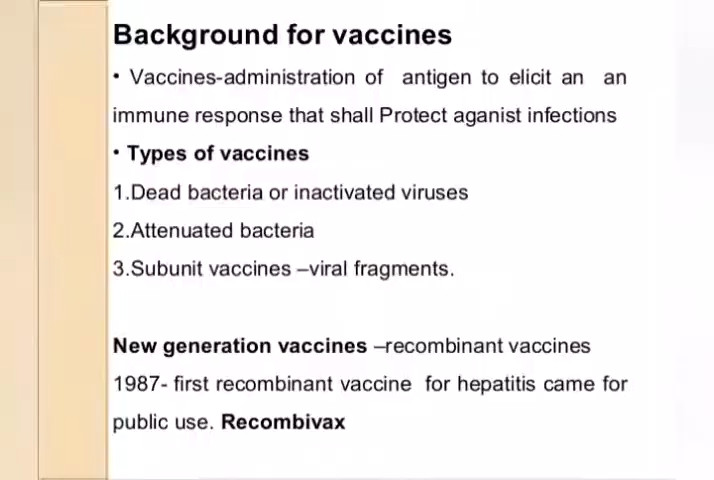 Background for vaccines
• Vaccines-administration of antigen to elicit an an
immune response that shall Protect aganist infections
• Types of vaccines
1.Dead bacteria or inactivated viruses
2.Attenuated bacteria
3.Subunit vaccines –viral fragments.
New generation vaccines –recombinant vaccines
1987- first recombinant vaccine for hepatitis came for
public use. Recombivax